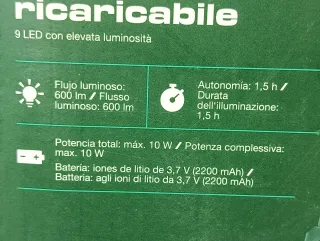 ricaricabile
9 LED con elevata luminosità
Flujo luminoso:
600 lm / Flusso
luminoso: 600 lm
Autonomía: 1,5 h /
Durata
dell'illuminazione:
1,5 h
Potencia total: máx. 10 W / Potenza complessiva:
max. 10 W
Batería: iones de litio de 3,7 V (2200 mAh) /
Batteria: agli ioni di litio da 3,7 V (2200 mAh)